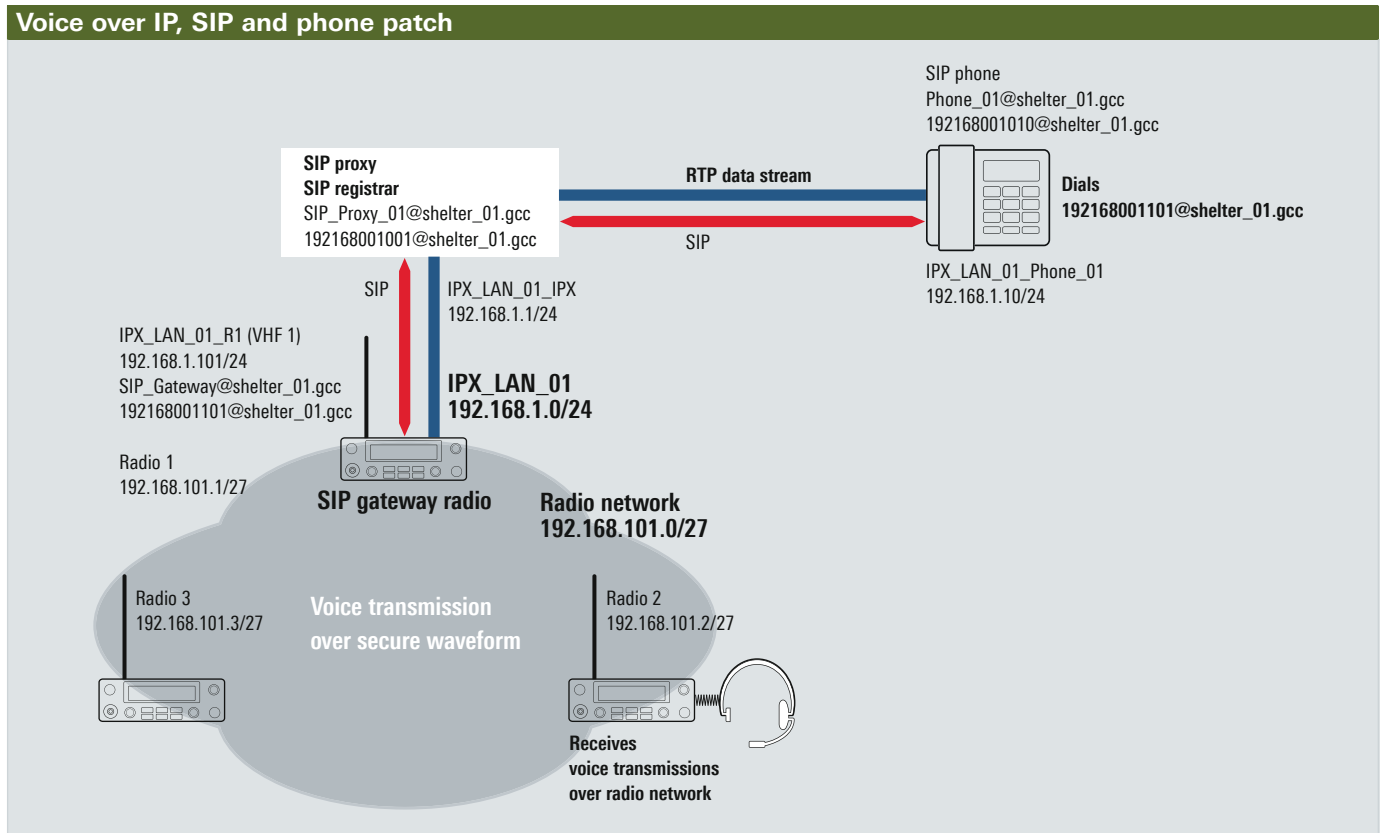 Voice over IP, SIP and phone patch
SIP phone
Phone_01@shelter_01.gcc
192168001010@shelter_01.gcc
SIP proxy
SIP registrar
SIP_Proxy_01@shelter_01.gcc
192168001001@shelter_01.gcc
RTP data stream
SIP
Dials
192168001101@shelter_01.gcc
IPX_LAN_01_Phone_01
192.168.1.10/24
SIP
IPX_LAN_01_IPX
192.168.1.1/24
IPX_LAN_01_R1 (VHF 1)
192.168.1.101/24
SIP_Gateway@shelter_01.gcc
192168001101@shelter_01.gcc
IPX_LAN_01
192.168.1.0/24
Radio 1
192.168.101.1/27
SIP gateway radio
Radio network
192.168.101.0/27
Radio 3
192.168.101.3/27
Voice transmission
over secure waveform
Radio 2
192.168.101.2/27
Receives
voice transmissions
over radio network